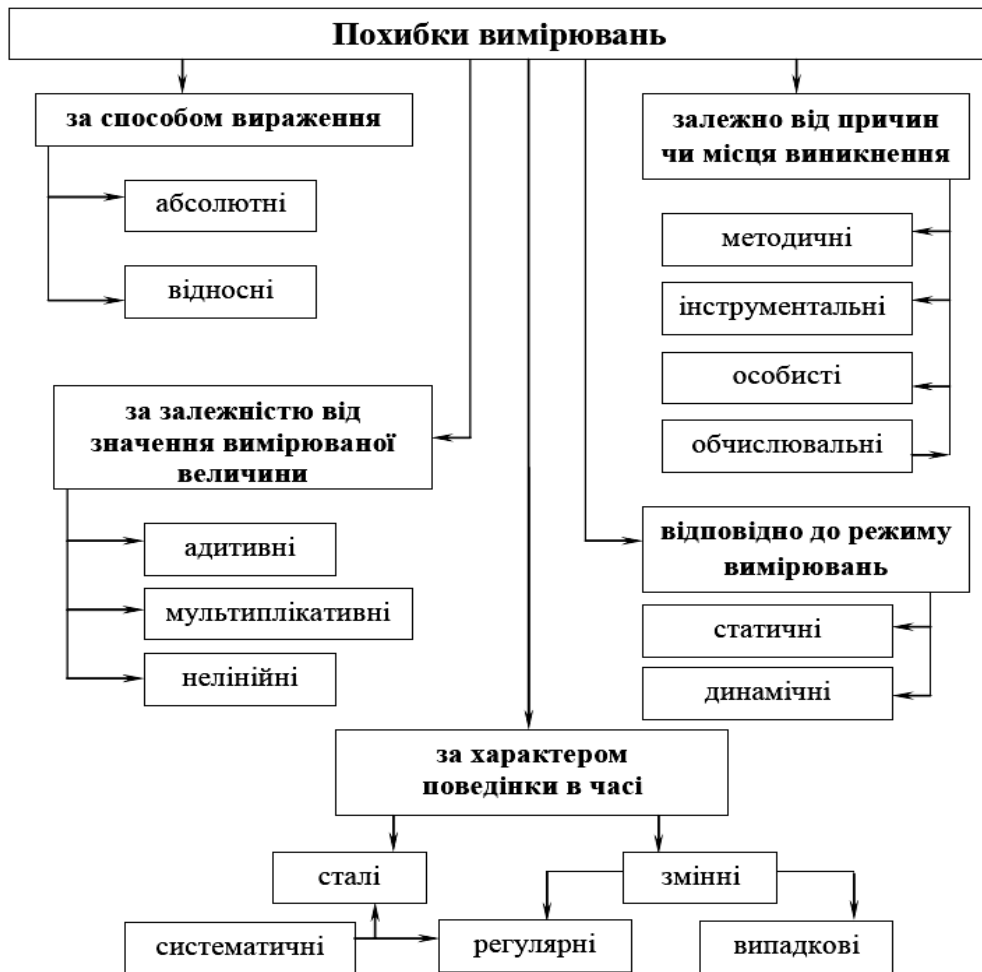 Похибки вимірювань
за способом вираження
абсолютні
відносні
за залежністю від
значення вимірюваної
величини
адитивні
мультиплікативні
нелінійні
залежно від причин
чи місця виникнення
методичні
інструментальні
особисті
обчислювальні
відповідно до режиму
вимірювань
статичні
динамічні
за характером
поведінки в часі
сталі
змінні
систематичні
регулярні
випадкові